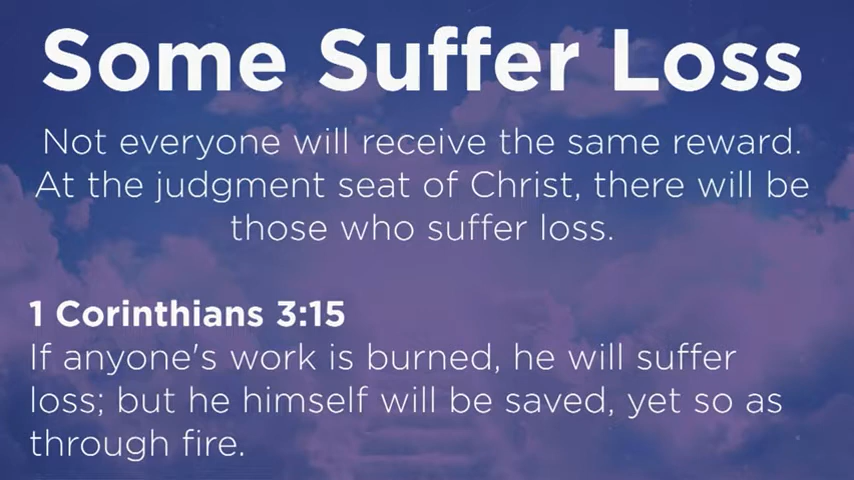 Some Suffer Loss
Not everyone will receive the same reward.
At the judgment seat of Christ, there will be
those who suffer loss.
1 Corinthians 3:15
If anyone's work is burned, he will suffer
loss; but he himself will be saved, yet so as
through fire.